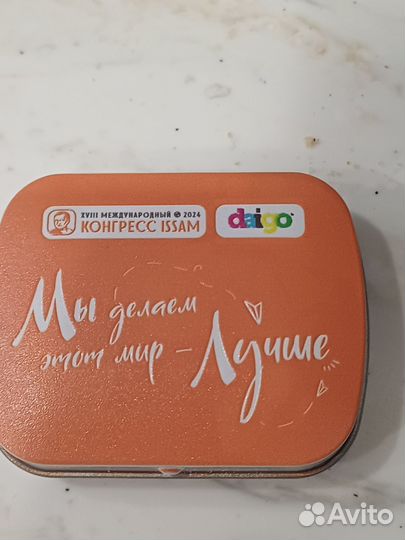 XVIII МЕЖДУНАРОДНЫЙ 2024
КОНГРЕСС ISSAM
daigo
Мы делаем
этот мир – Лучше
Avito